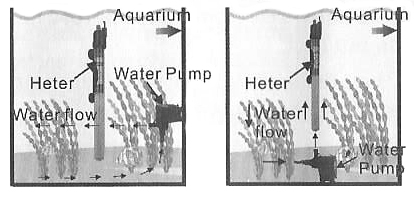 Aquarium
Heter
Water Pump
Water flow
Aquarium
Heter
Water
flow
Water
Pump